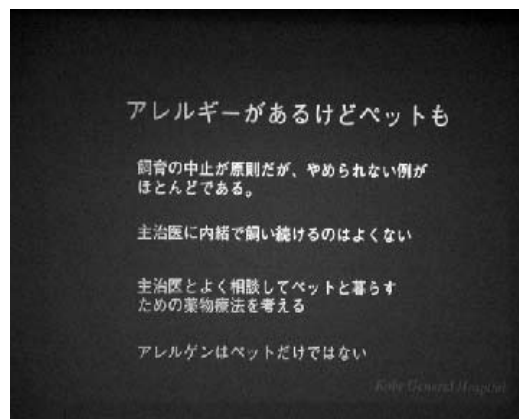 アレルギーがあるけどペットも
飼育の中止が原則だが、やめられない例が
ほとんどである。
主治医に内緒で飼い続けるのはよくない
主治医とよく相談してペットと暮らす
ための薬物療法を考える
アレルゲンはペットだけではない
Kobe General Hospital